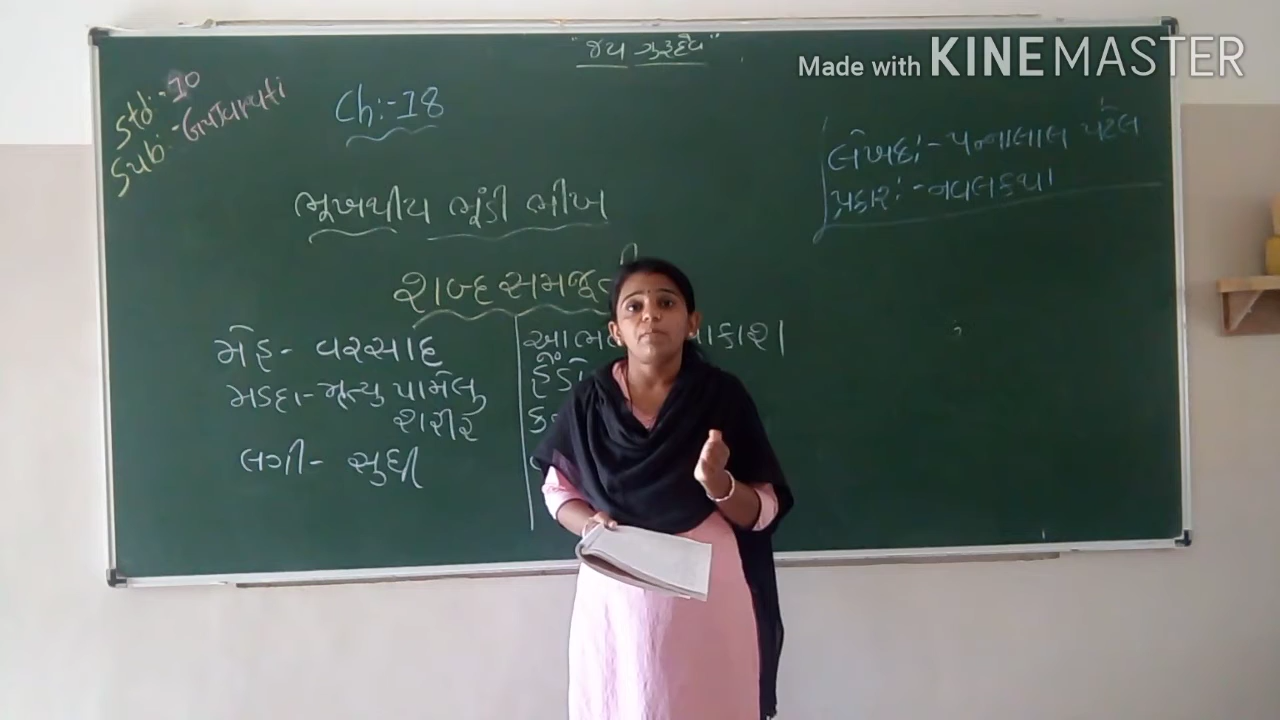 "જય ગુરૂદેવ"
Made with KINEMASTER
Std:-10
Sub:-Gujarati
Ch:-18
લેખક:-પન્નાલાલ પટેલ
પ્રકાર:-નવલકથા
ભૂખથીય ભૂંડી ભીખ
શબ્દસમજૂતી
મેહ- વરસાદ
મડદા-મૃત્યુ પામેલુ
શરીર
લગી- સુધી